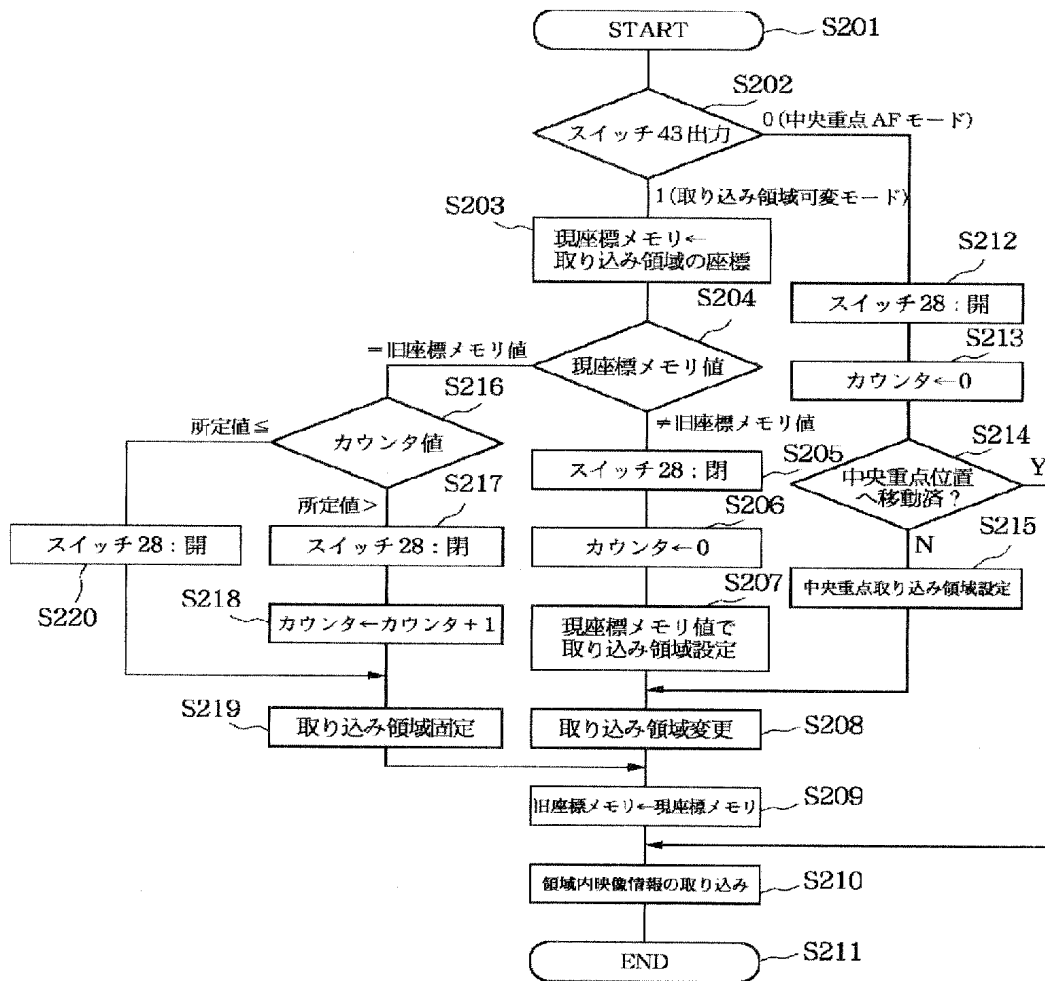 START
S201
S202
スイッチ43出力
0(中央重点AFモード)
1(取り込み領域可変モード)
S203
現座標メモリ←
取り込み領域の座標
S212
スイッチ28:開
S204
現座標メモリ値
=旧座標メモリ値
≠旧座標メモリ値
S213
カウンタ←0
S216
カウンタ値
所定値≦
所定値>
S214
中央重点位置
へ移動済?
Y
N
S205
スイッチ28:閉
S217
スイッチ28:閉
スイッチ28:開
S220
S206
カウンタ←0
S215
中央重点取り込み領域設定
S218
カウンタ←カウンタ+1
S207
現座標メモリ値で
取り込み領域設定
S219
取り込み領域固定
取り込み領域変更
S208
旧座標メモリ←現座標メモリ
S209
領域内映像情報の取り込み
S210
END
S211